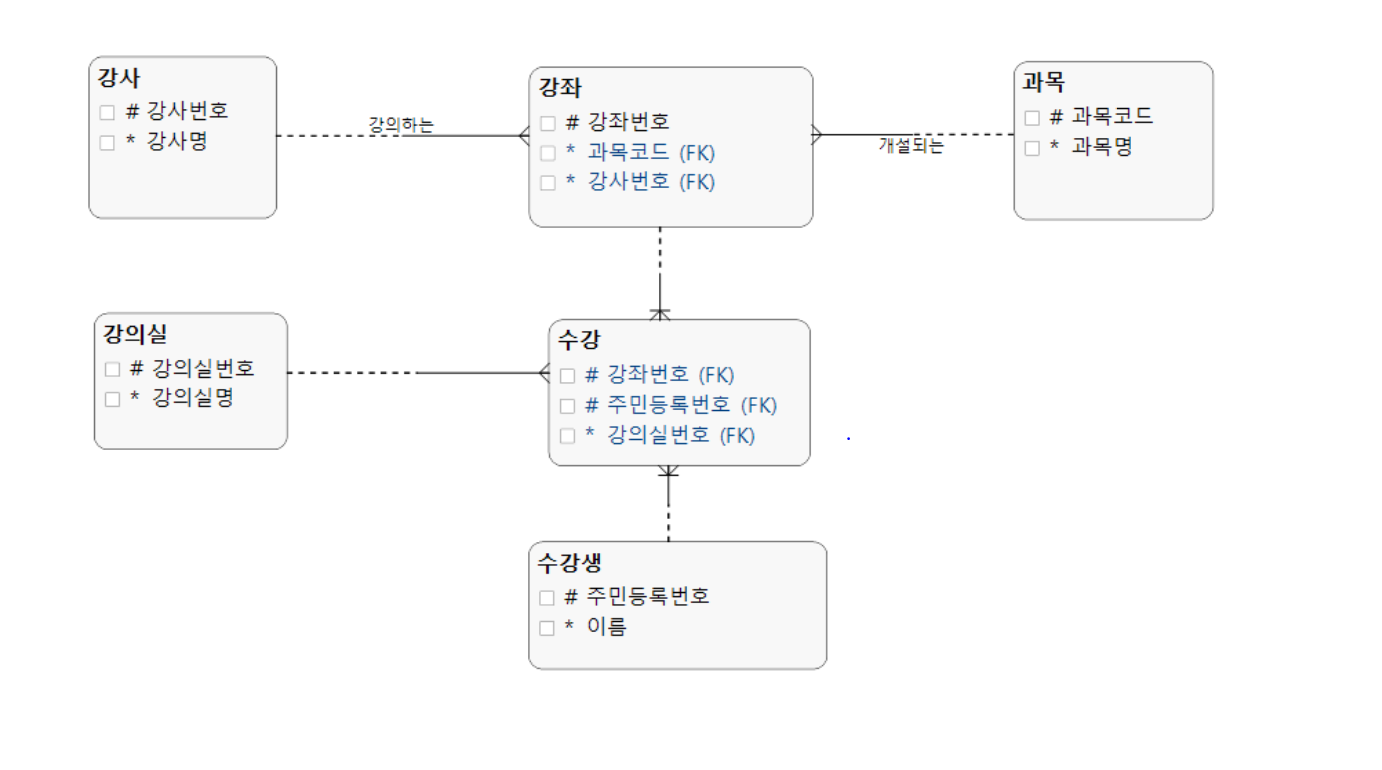 강사
# 강사번호
* 강사명
강의하는
강좌
# 강좌번호
* 과목코드 (FK)
* 강사번호 (FK)
개설되는
과목
# 과목코드
* 과목명
강의실
# 강의실번호
* 강의실명
수강
# 강좌번호 (FK)
# 주민등록번호 (FK)
* 강의실번호 (FK)
수강생
# 주민등록번호
* 이름